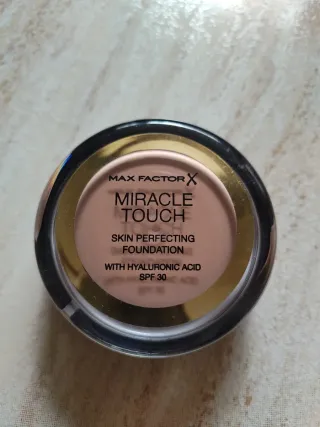 MAX FACTOR X
MIRACLE
TOUCH
SKIN PERFECTING
FOUNDATION
WITH HYALURONIC ACID
SPF 30